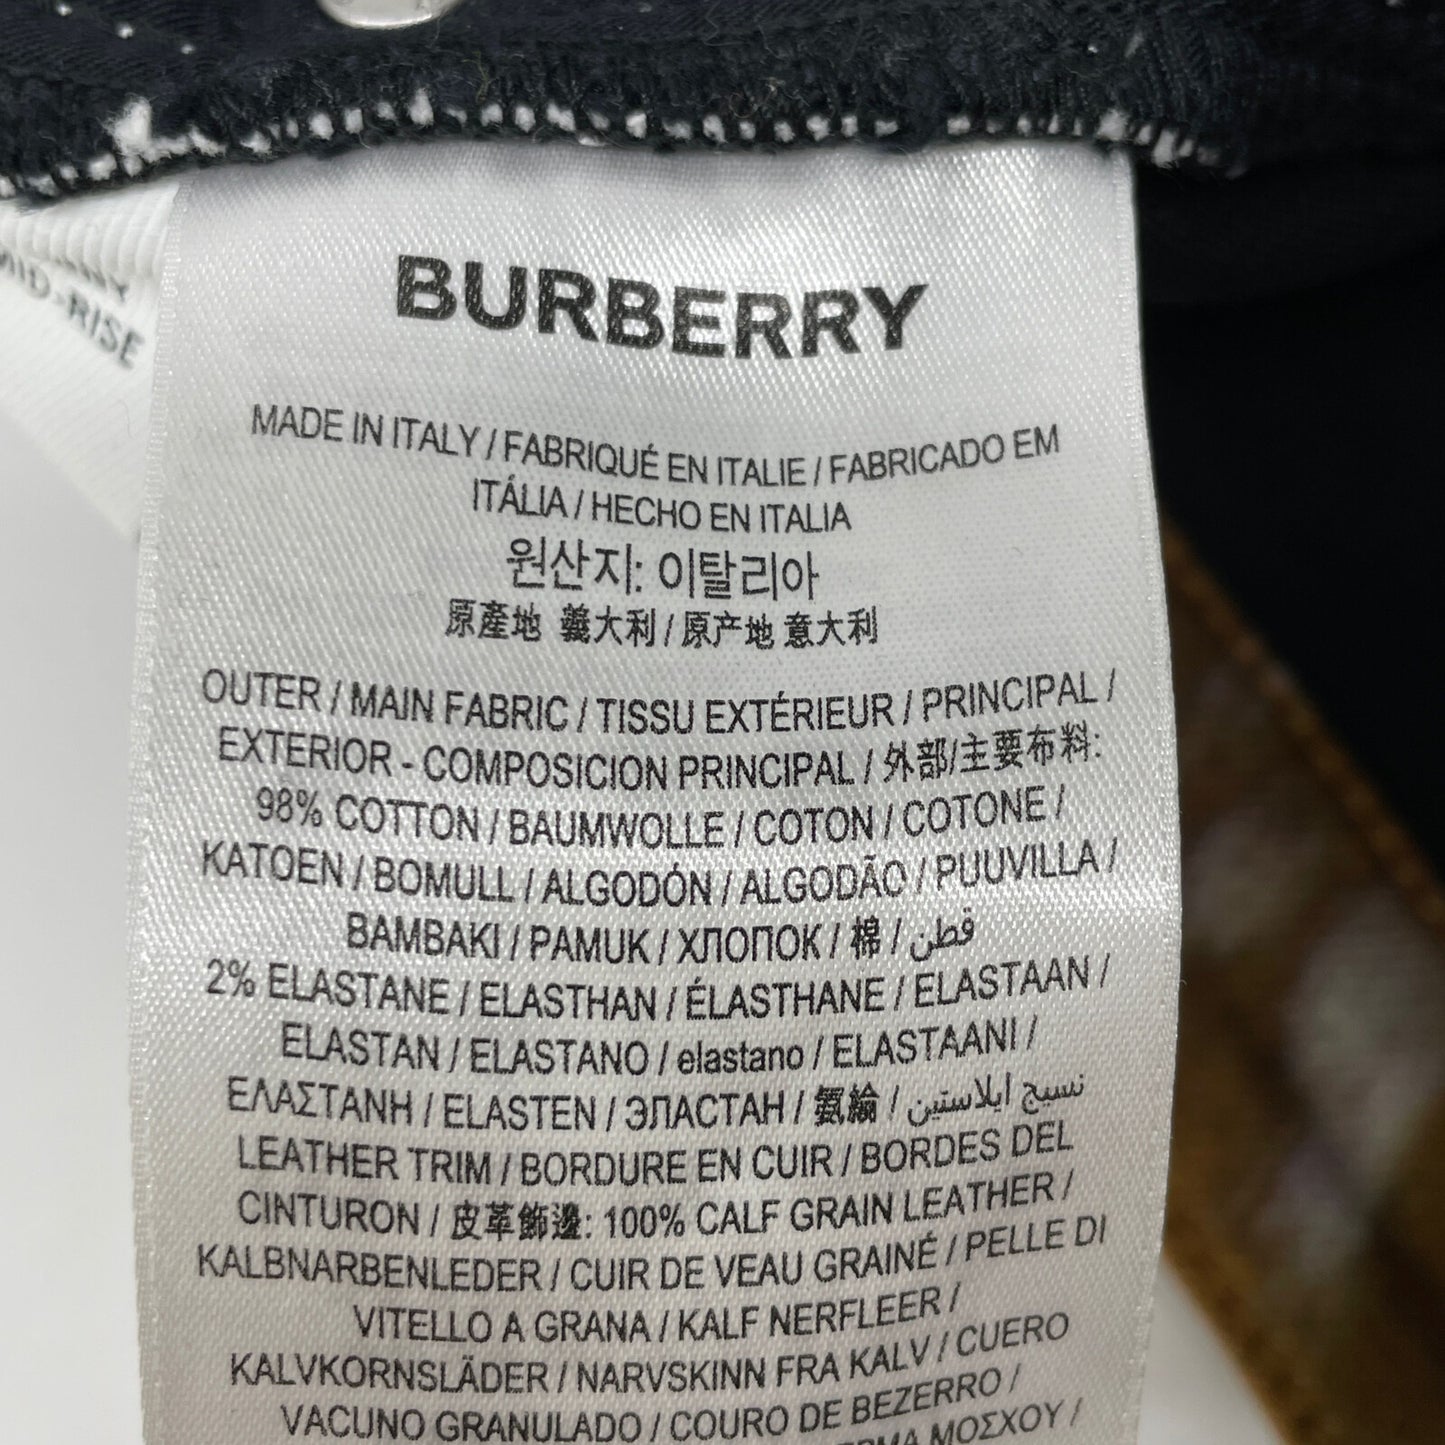 MID-RISE
BURBERRY
MADE IN ITALY / FABRIQUÉ EN ITALIE / FABRICADO EM
ITÁLIA / HECHO EN ITALIA
원산지: 이탈리아
原產地 義大利 / 原产地 意大利
OUTER / MAIN FABRIC / TISSU EXTÉRIEUR / PRINCIPAL /
EXTERIOR - COMPOSICION PRINCIPAL / 外部/主要布料:
98% COTTON / BAUMWOLLE / COTON / COTONE /
KATOEN / BOMULL / ALGODÓN / ALGODÃO / PUUVILLA /
BAMBAKI / PAMUK / ХЛОПОК / 棉 / قطن
2% ELASTANE / ELASTHAN / ÉLASTHANE / ELASTAAN /
ELASTAN / ELASTANO / elastano / ELASTAANI /
ΕΛΑΣΤΑΝΗ / ELASTEN / ЭЛАСТАН / 氨綸 / نسيج ايلاستين
LEATHER TRIM / BORDURE EN CUIR / BORDES DEL
CINTURON / 皮革飾邊: 100% CALF GRAIN LEATHER /
KALBNARBENLEDER / CUIR DE VEAU GRAINÉ / PELLE DI
VITELLO A GRANA / KALF NERFLEER /
KALVKORNSLÄDER / NARVSKINN FRA KALV / CUERO
VACUNO GRANULADO / COURO DE BEZERRO /
ΜΟΣΧΟΥ /